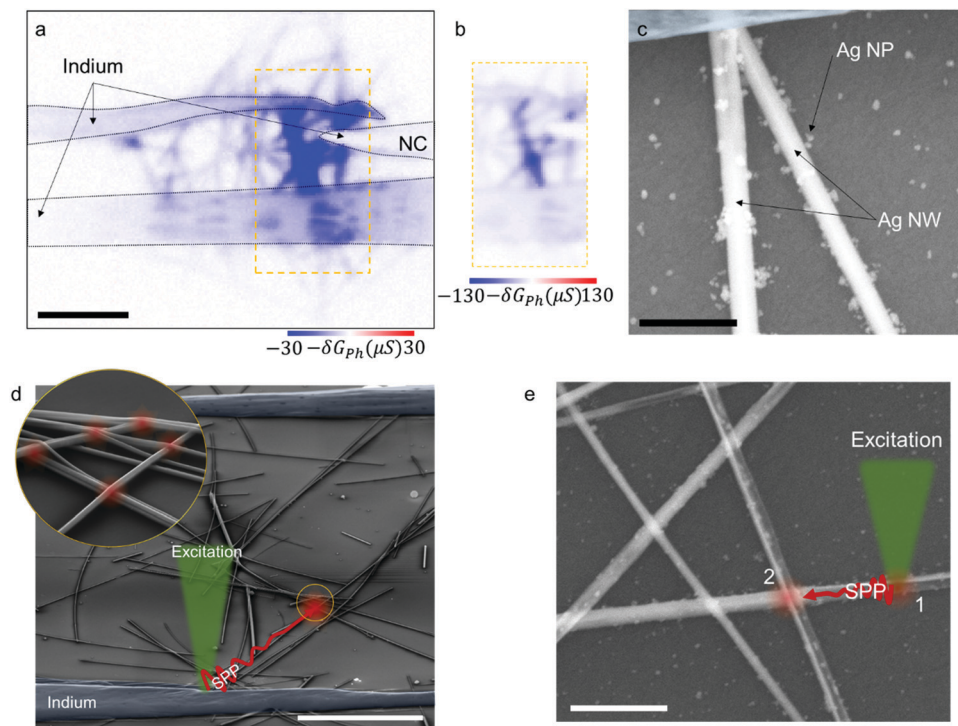 a
Indium
NC
−30 −δG_Ph(μS) 30
b
−130−δG_Ph(μS)130
c
Ag NP
Ag NW
d
Excitation
SPP
Indium
e
Excitation
2
SPP
1